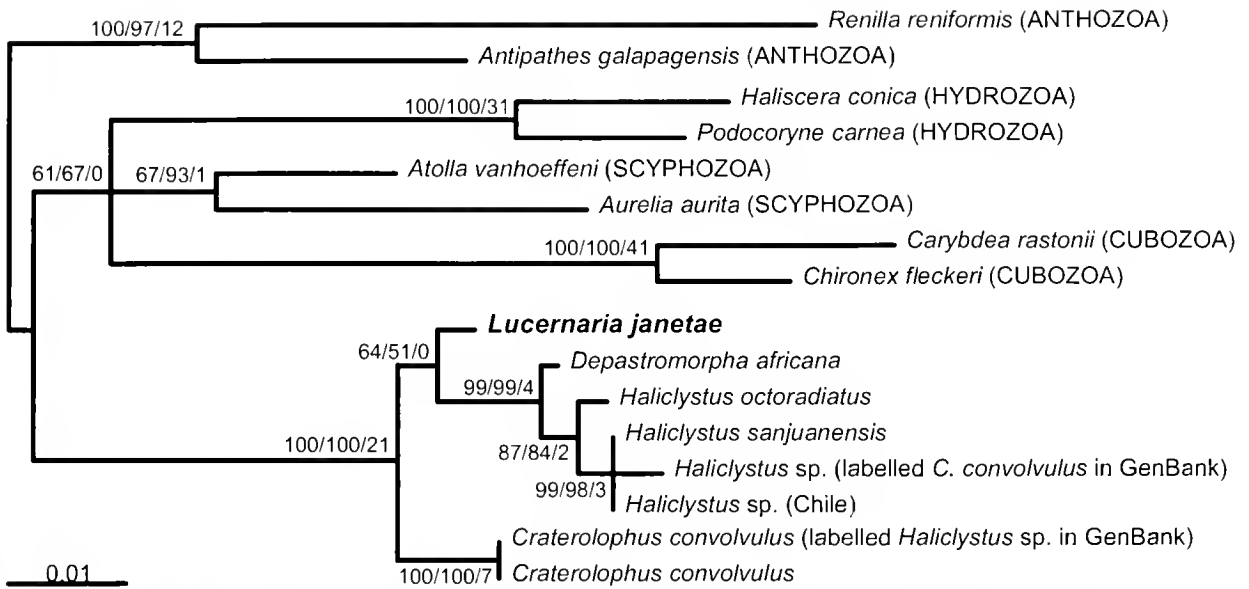 Renilla reniformis (ANTHOZOA)
100/97/12
Antipathes galapagensis (ANTHOZOA)
Haliscera conica (HYDROZOA)
100/100/31
Podocoryne carnea (HYDROZOA)
Atolla vanhoeffeni (SCYPHOZOA)
61/67/0
67/93/1
Aurelia aurita (SCYPHOZOA)
Carybdea rastonii (CUBOZOA)
100/100/41
Chironex fleckeri (CUBOZOA)
Lucernaria janetae
64/51/0
Depastromorpha africana
99/99/4
Haliclystus octoradiatus
Haliclystus sanjuanensis
100/100/21
87/84/2
Haliclystus sp. (labelled C. convolvulus in GenBank)
99/98/3
Haliclystus sp. (Chile)
Craterolophus convolvulus (labelled Haliclystus sp. in GenBank)
0.01
100/100/7
Craterolophus convolvulus